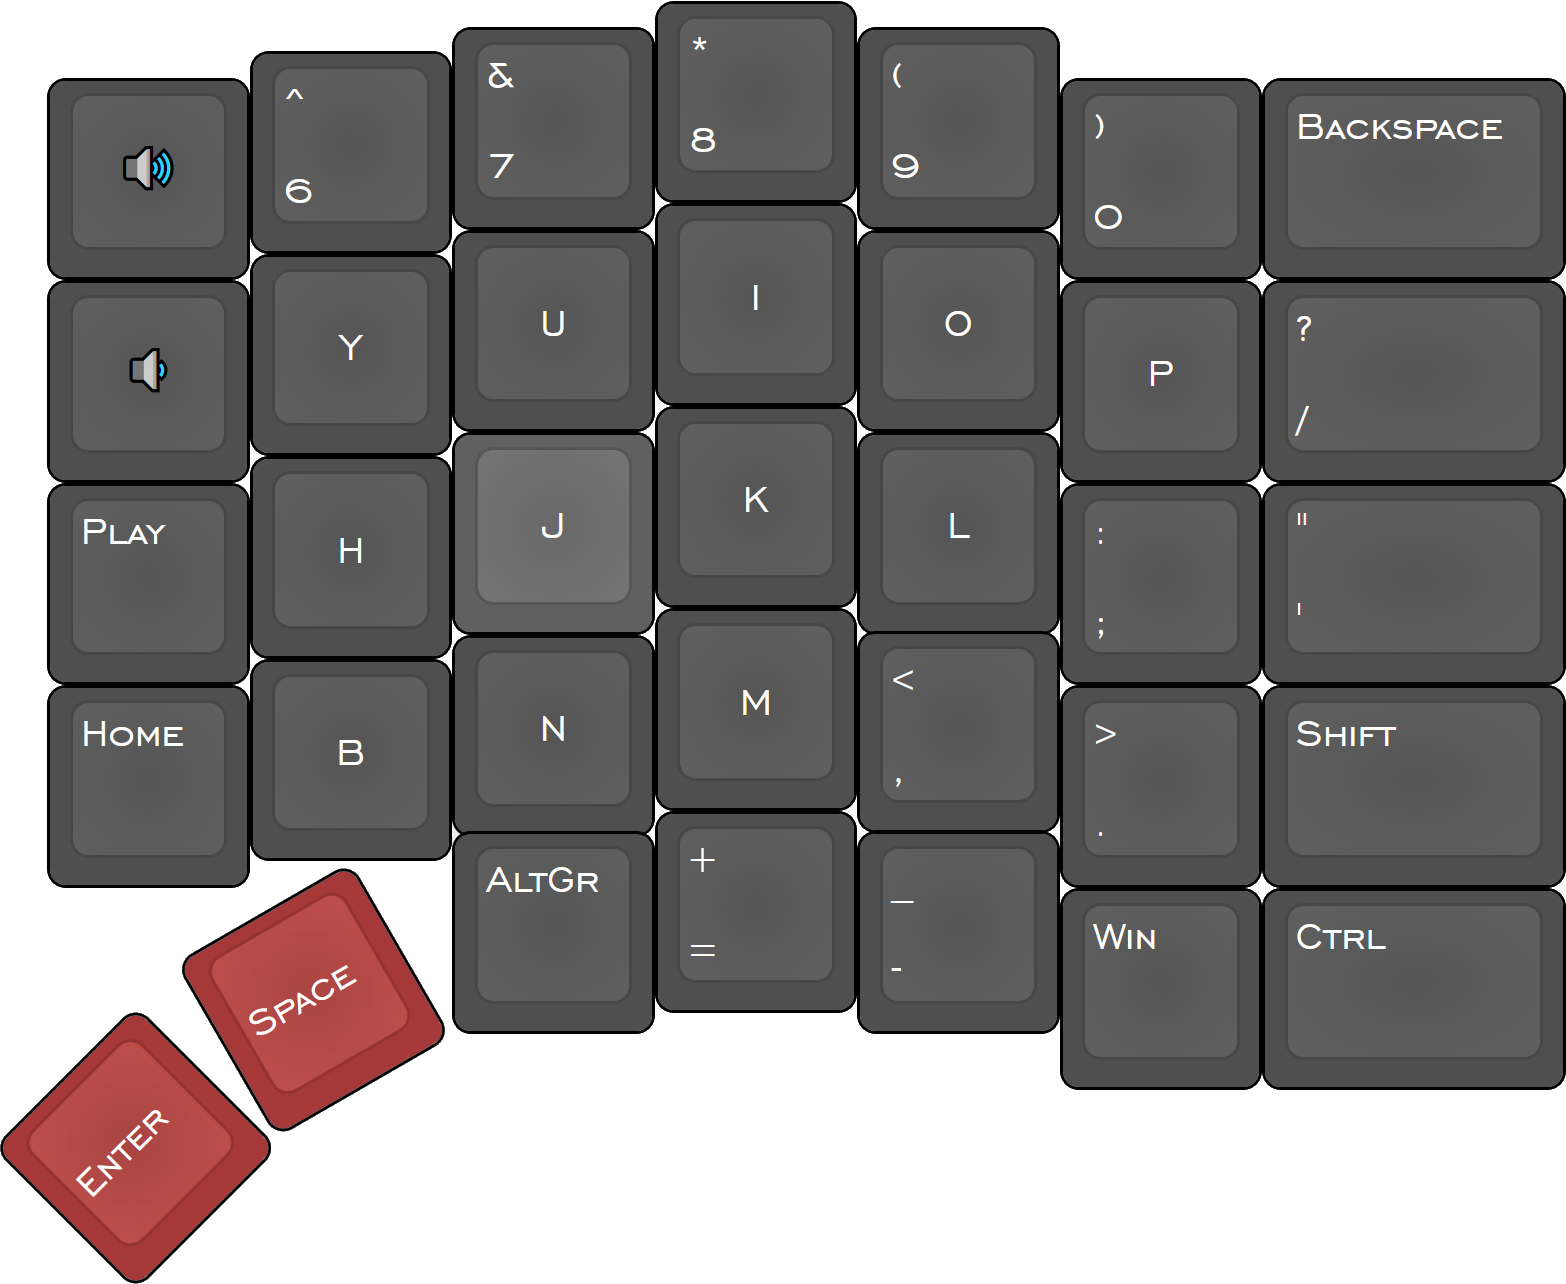 ^
6
&
7
*
8
(
9
)
0
Backspace
Y
U
I
O
P
?
/
Play
H
J
K
L
:
;
"
'
Home
B
N
M
<
,
>
.
Shift
AltGr
+
=
_
-
Win
Ctrl
Space
Enter